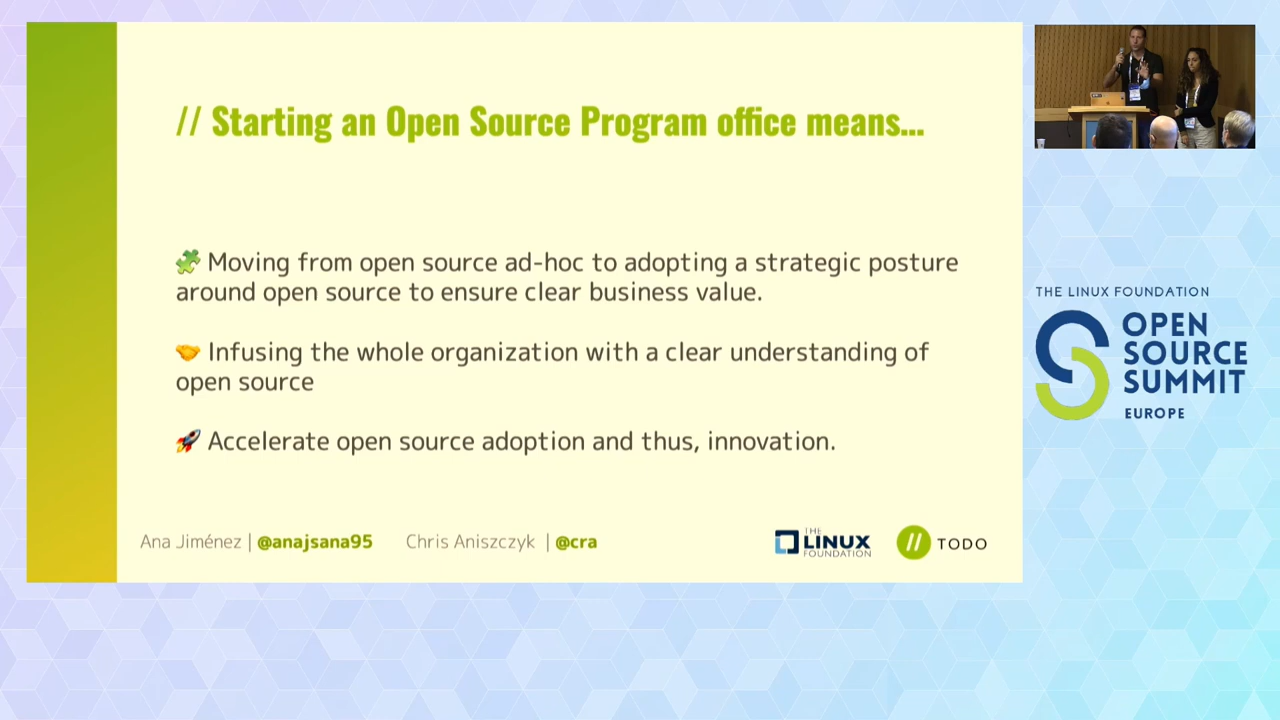 // Starting an Open Source Program office means...
🧩 Moving from open source ad-hoc to adopting a strategic posture
around open source to ensure clear business value.
🤝 Infusing the whole organization with a clear understanding of
open source
🚀 Accelerate open source adoption and thus, innovation.
Ana Jiménez | @anajsana95 Chris Aniszczyk | @cra
THE
LINUX
FOUNDATION
// TODO
THE LINUX FOUNDATION
OPEN
SOURCE
SUMMIT
EUROPE